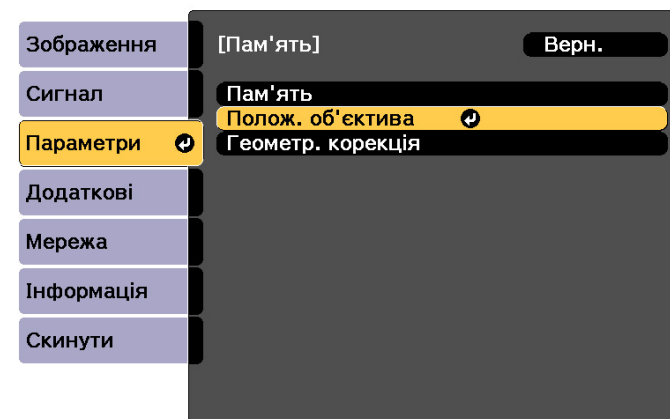 Зображення
Сигнал
Параметри
Додаткові
Мережа
Інформація
Скинути
[Пам'ять]
Верн.
Пам'ять
Полож. об'єктива
Геометр. корекція